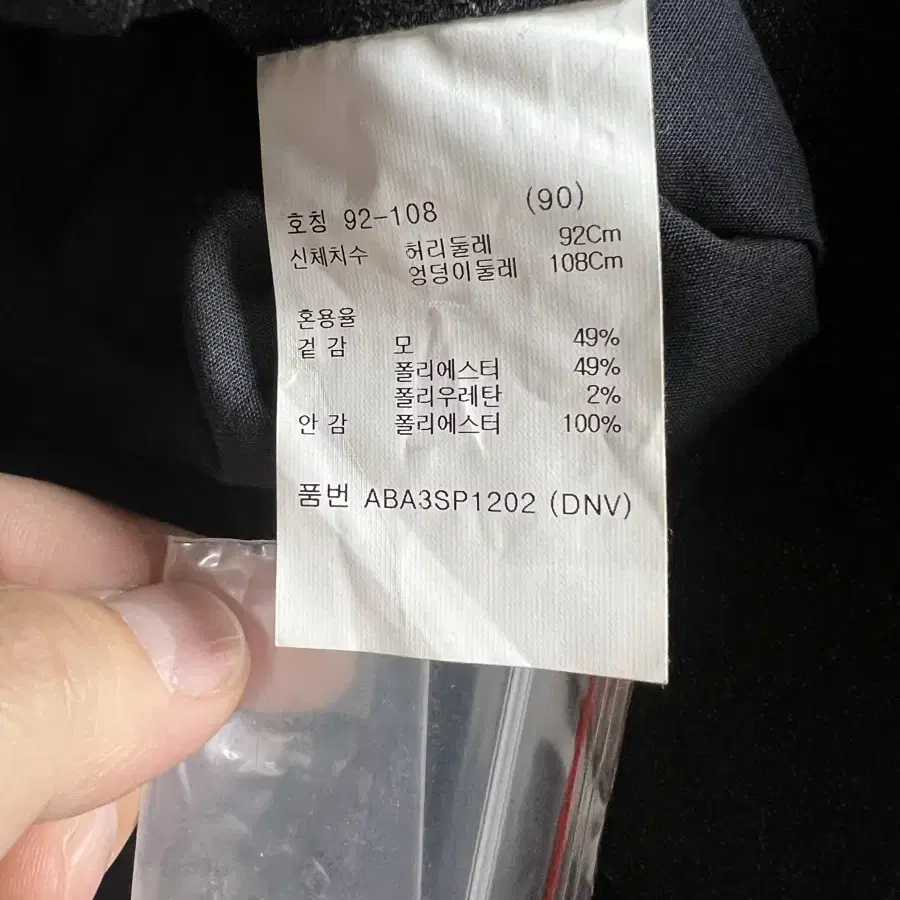 호칭 92-108 (90)
신체치수 허리둘레 92Cm
엉덩이둘레 108Cm
혼용율
겉 감 모 49%
폴리에스터 49%
폴리우레탄 2%
안 감 폴리에스터 100%
품번 ABA3SP1202 (DNV)